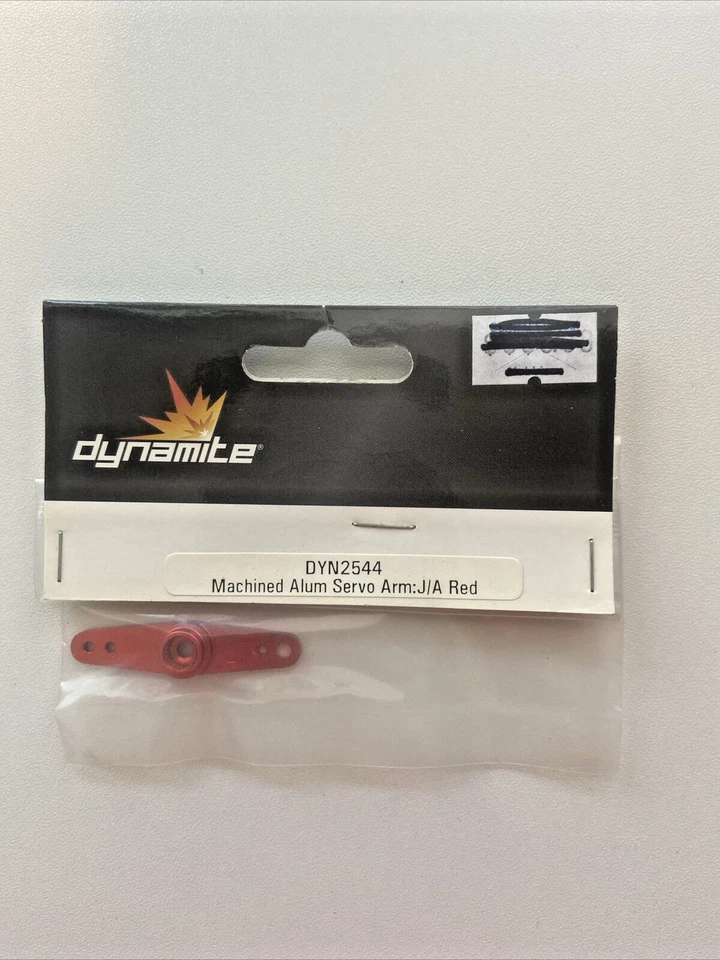 dynamite®
DYN2544
Machined Alum Servo Arm:J/A Red